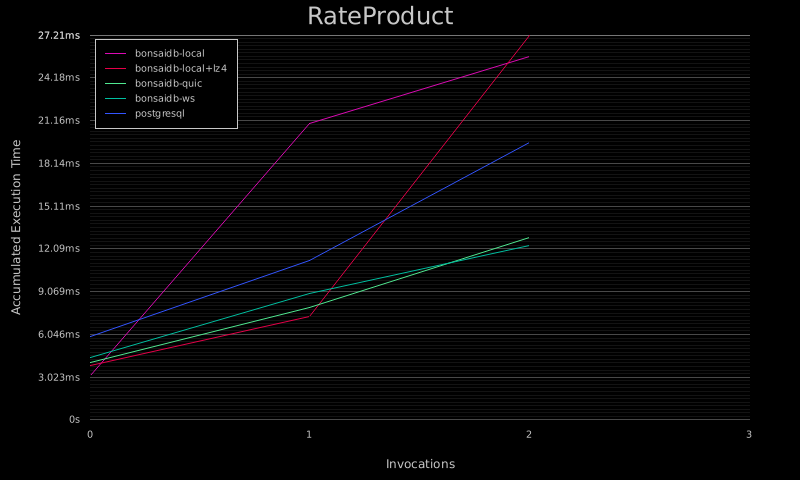 RateProduct
27.21ms
24.18ms
21.16ms
18.14ms
15.11ms
12.09ms
9.069ms
6.046ms
3.023ms
0s
bonsaidb-local
bonsaidb-local+lz4
bonsaidb-quic
bonsaidb-ws
postgresql
Accumulated Execution Time
0 1 2 3
Invocations